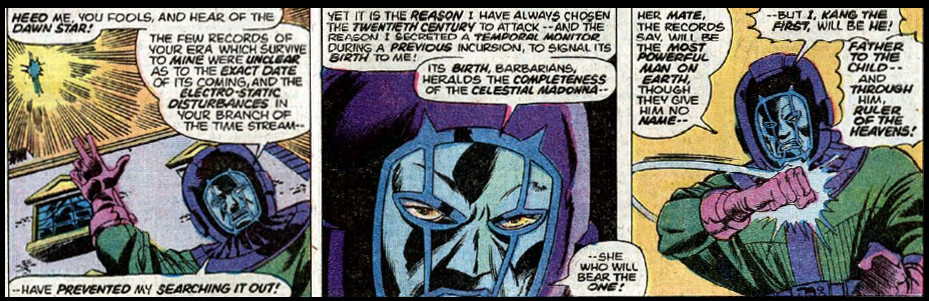 HEED ME, YOU FOOLS, AND HEAR OF THE
DAWN STAR!
THE FEW RECORDS OF
YOUR ERA WHICH SURVIVE
TO MINE WERE UNCLEAR
AS TO THE EXACT DATE
OF ITS COMING, AND THE
ELECTRO-STATIC
DISTURBANCES IN
YOUR BRANCH OF
THE TIME STREAM--
--HAVE PREVENTED MY SEARCHING IT OUT!
YET IT IS THE REASON I HAVE ALWAYS CHOSEN
THE TWENTIETH CENTURY TO ATTACK--AND THE
REASON I SECRETED A TEMPORAL MONITOR
DURING A PREVIOUS INCURSION, TO SIGNAL ITS
BIRTH TO ME!
ITS BIRTH, BARBARIANS,
HERALDS THE COMPLETENESS
OF THE CELESTIAL MADONNA--
--SHE
WHO WILL
BEAR THE
ONE!
HER MATE,
THE RECORDS
SAY, WILL BE
THE MOST
POWERFUL
MAN ON
EARTH,
THOUGH
THEY GIVE
HIM NO
NAME--
--BUT I, KANG THE
FIRST, WILL BE HE!
FATHER
TO THE
CHILD--
AND
THROUGH
HIM,
RULER
OF THE
HEAVENS!